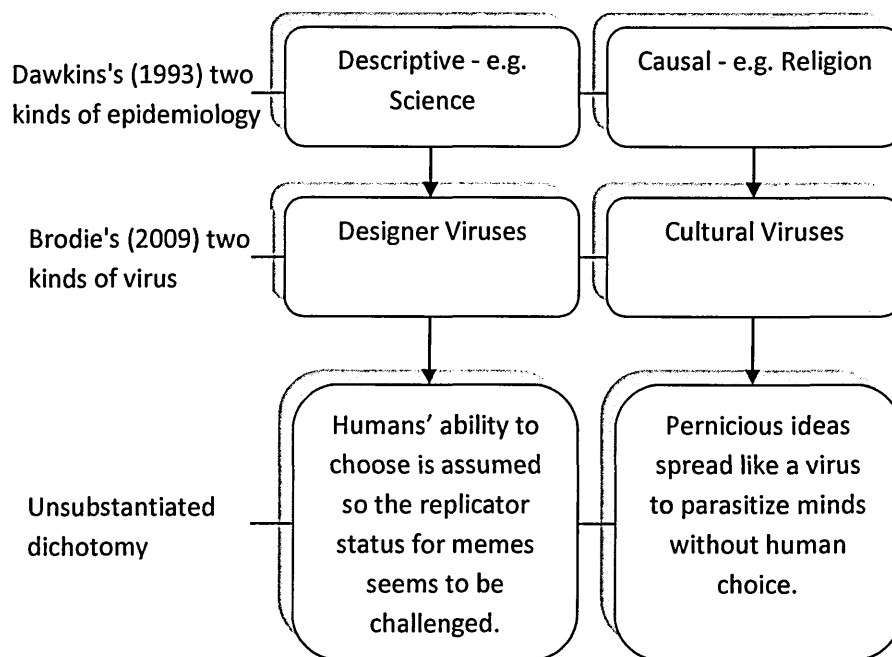 Dawkins's (1993) two
kinds of epidemiology
Descriptive - e.g.
Science
Causal - e.g. Religion
Brodie's (2009) two
kinds of virus
Designer Viruses
Cultural Viruses
Unsubstantiated
dichotomy
Humans’ ability to
choose is assumed
so the replicator
status for memes
seems to be
challenged.
Pernicious ideas
spread like a virus
to parasitize minds
without human
choice.